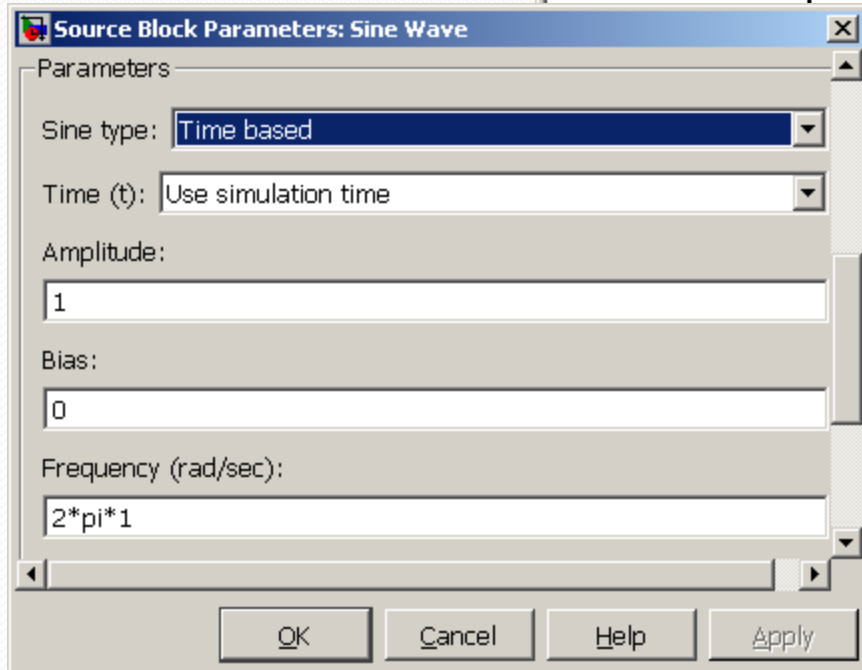 Source Block Parameters: Sine Wave
Parameters
Sine type: Time based
Time (t): Use simulation time
Amplitude:
1
Bias:
0
Frequency (rad/sec):
2*pi*1
OK Cancel Help Apply